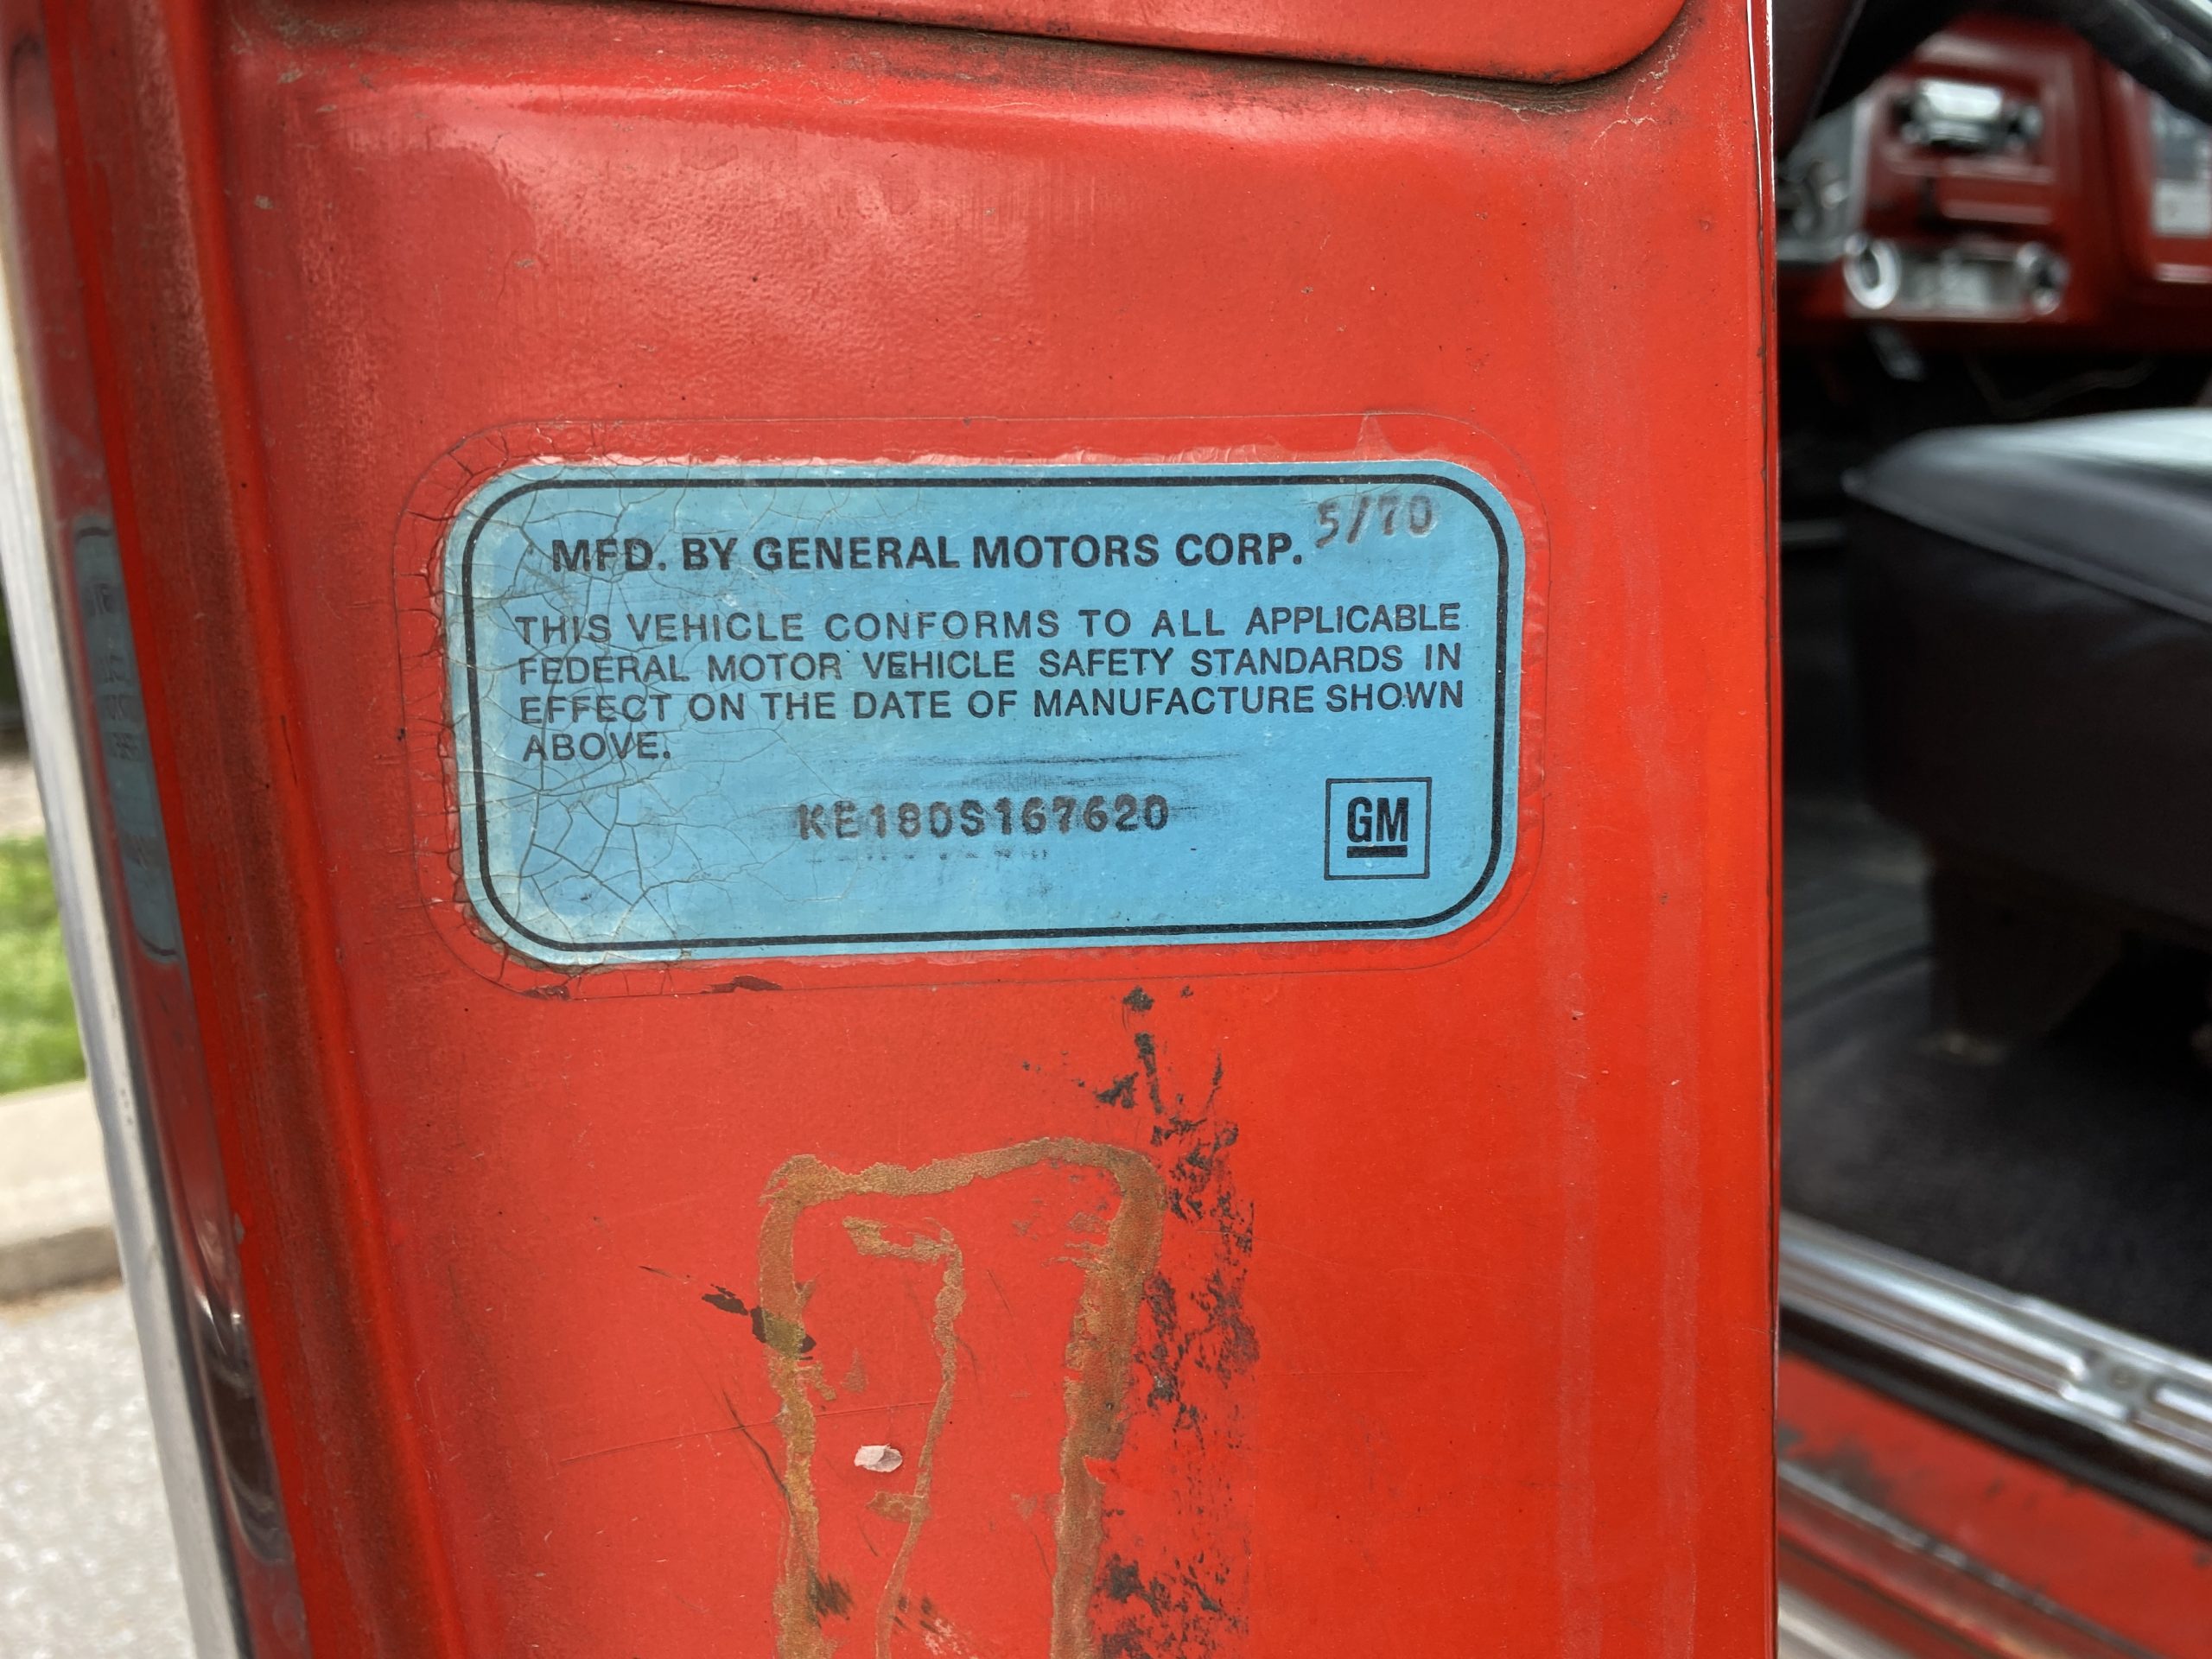 5/70
MFD. BY GENERAL MOTORS CORP.
THIS VEHICLE CONFORMS TO ALL APPLICABLE
FEDERAL MOTOR VEHICLE SAFETY STANDARDS IN
EFFECT ON THE DATE OF MANUFACTURE SHOWN
ABOVE.
KE180S167620
GM